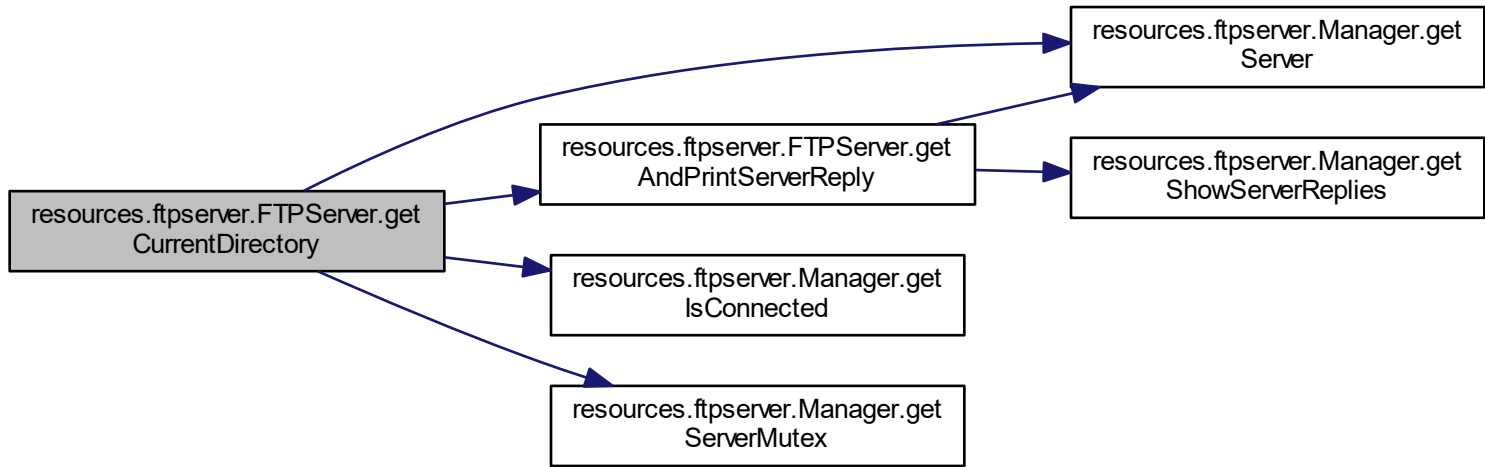 resources.ftpserver.FTPServer.get
CurrentDirectory
resources.ftpserver.Manager.get
Server
resources.ftpserver.FTPServer.get
AndPrintServerReply
resources.ftpserver.Manager.get
ShowServerReplies
resources.ftpserver.Manager.get
IsConnected
resources.ftpserver.Manager.get
ServerMutex